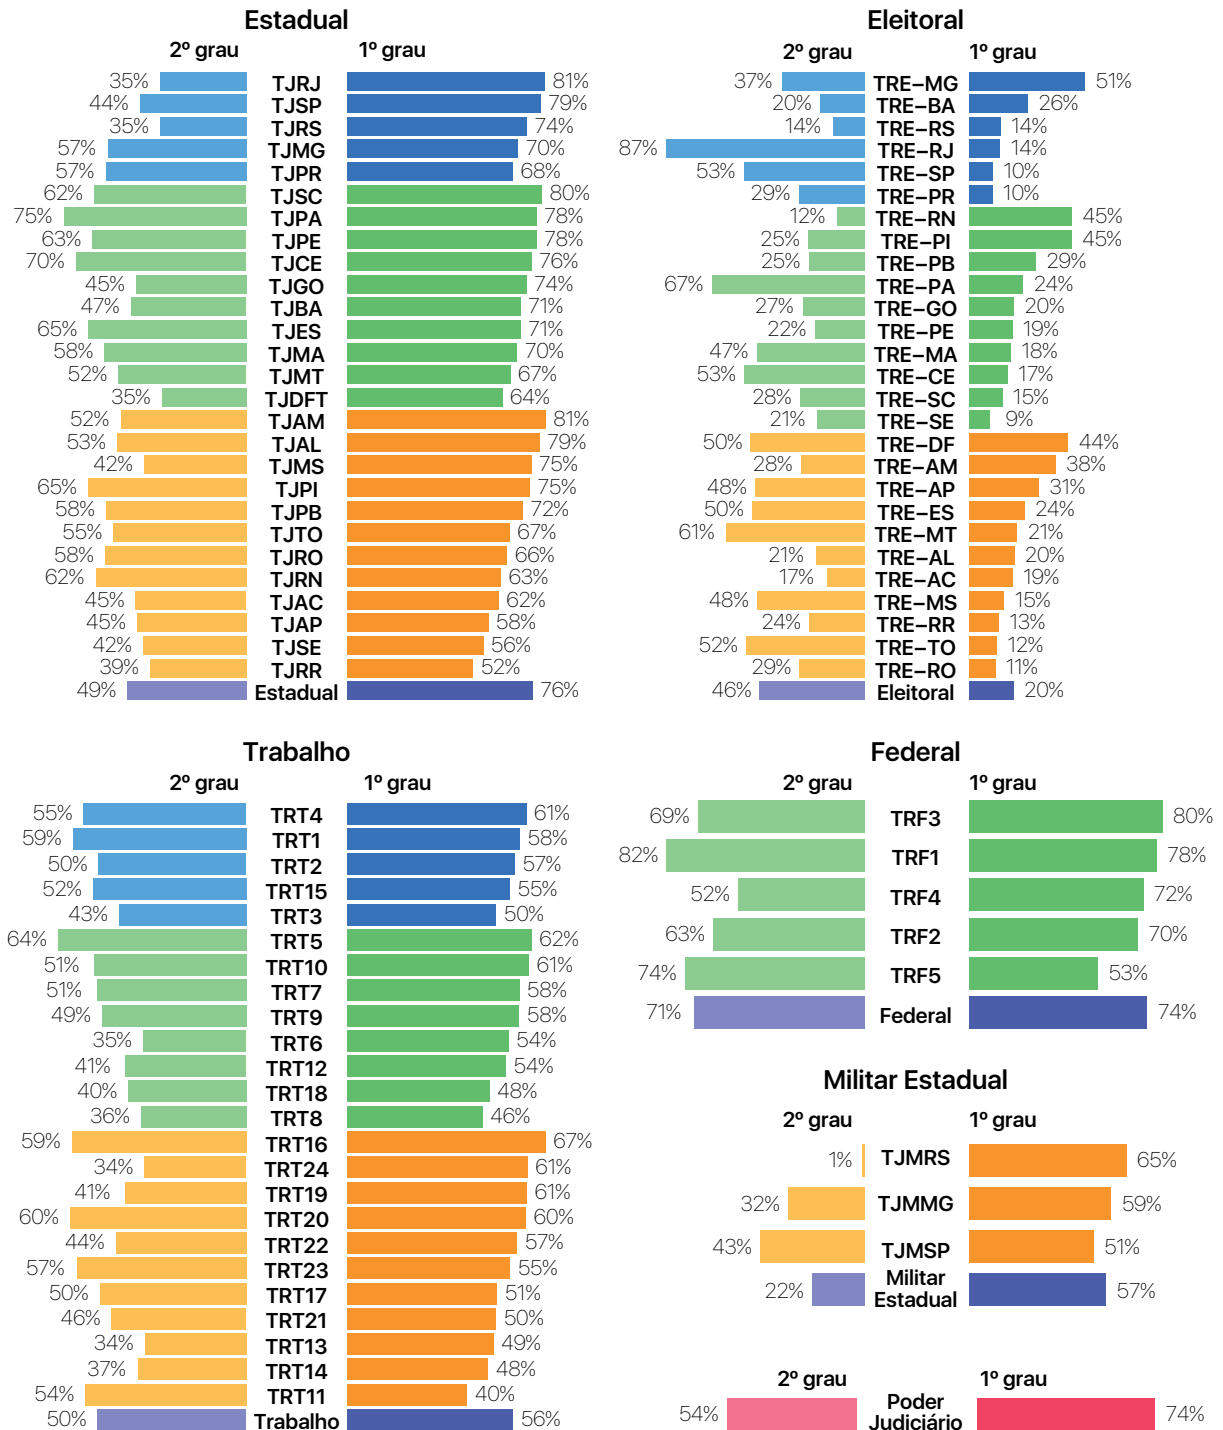 Estadual
2º grau 1º grau
35% TJRJ 81%
44% TJSP 79%
35% TJRS 74%
57% TJMG 70%
57% TJPR 68%
62% TJSC 80%
75% TJPA 78%
63% TJPE 78%
70% TJCE 76%
45% TJGO 74%
47% TJBA 71%
65% TJES 71%
58% TJMA 70%
52% TJMT 67%
35% TJDFT 64%
52% TJAM 81%
53% TJAL 79%
42% TJMS 75%
65% TJPI 75%
58% TJPB 72%
55% TJTO 67%
58% TJRO 66%
62% TJRN 63%
45% TJAC 62%
45% TJAP 58%
42% TJSE 56%
39% TJRR 52%
49% Estadual 76%
Eleitoral
2º grau 1º grau
37% TRE–MG 51%
20% TRE–BA 26%
14% TRE–RS 14%
87% TRE–RJ 14%
53% TRE–SP 10%
29% TRE–PR 10%
12% TRE–RN 45%
25% TRE–PI 45%
25% TRE–PB 29%
67% TRE–PA 24%
27% TRE–GO 20%
22% TRE–PE 19%
47% TRE–MA 18%
53% TRE–CE 17%
28% TRE–SC 15%
21% TRE–SE 9%
50% TRE–DF 44%
28% TRE–AM 38%
48% TRE–AP 31%
50% TRE–ES 24%
61% TRE–MT 21%
21% TRE–AL 20%
17% TRE–AC 19%
48% TRE–MS 15%
24% TRE–RR 13%
52% TRE–TO 12%
29% TRE–RO 11%
46% Eleitoral 20%
Trabalho
2º grau 1º grau
55% TRT4 61%
59% TRT1 58%
50% TRT2 57%
52% TRT15 55%
43% TRT3 50%
64% TRT5 62%
51% TRT10 61%
51% TRT7 58%
49% TRT9 58%
35% TRT6 54%
41% TRT12 54%
40% TRT18 48%
36% TRT8 46%
59% TRT16 67%
34% TRT24 61%
41% TRT19 61%
60% TRT20 60%
44% TRT22 57%
57% TRT23 55%
50% TRT17 51%
46% TRT21 50%
34% TRT13 49%
37% TRT14 48%
54% TRT11 40%
50% Trabalho 56%
Federal
2º grau 1º grau
69% TRF3 80%
82% TRF1 78%
52% TRF4 72%
63% TRF2 70%
74% TRF5 53%
71% Federal 74%
Militar Estadual
2º grau 1º grau
1% TJMRS 65%
32% TJMMG 59%
43% TJMSP 51%
Militar
22% Estadual 57%
2º grau 1º grau
Poder
54% Judiciário 74%